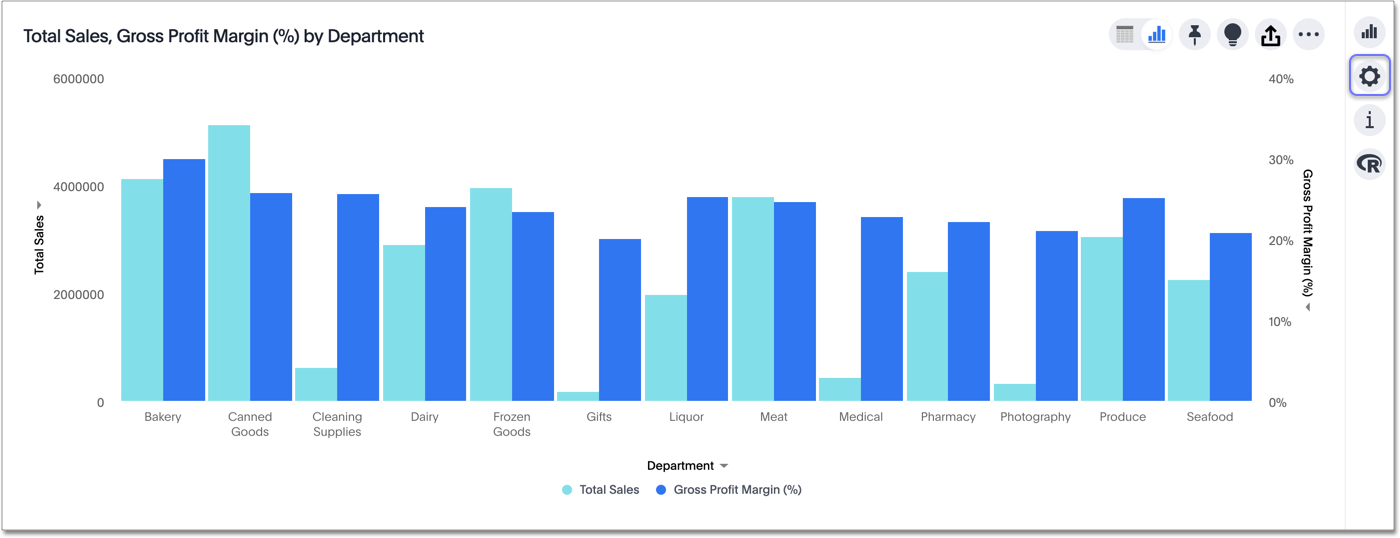 Total Sales, Gross Profit Margin (%) by Department
6000000
4000000
2000000
0
Total Sales
40%
30%
20%
10%
0%
Gross Profit Margin (%)
Bakery
Canned
Goods
Cleaning
Supplies
Dairy
Frozen
Goods
Gifts
Liquor
Meat
Medical
Pharmacy
Photography
Produce
Seafood
Department
Total Sales
Gross Profit Margin (%)
i
R